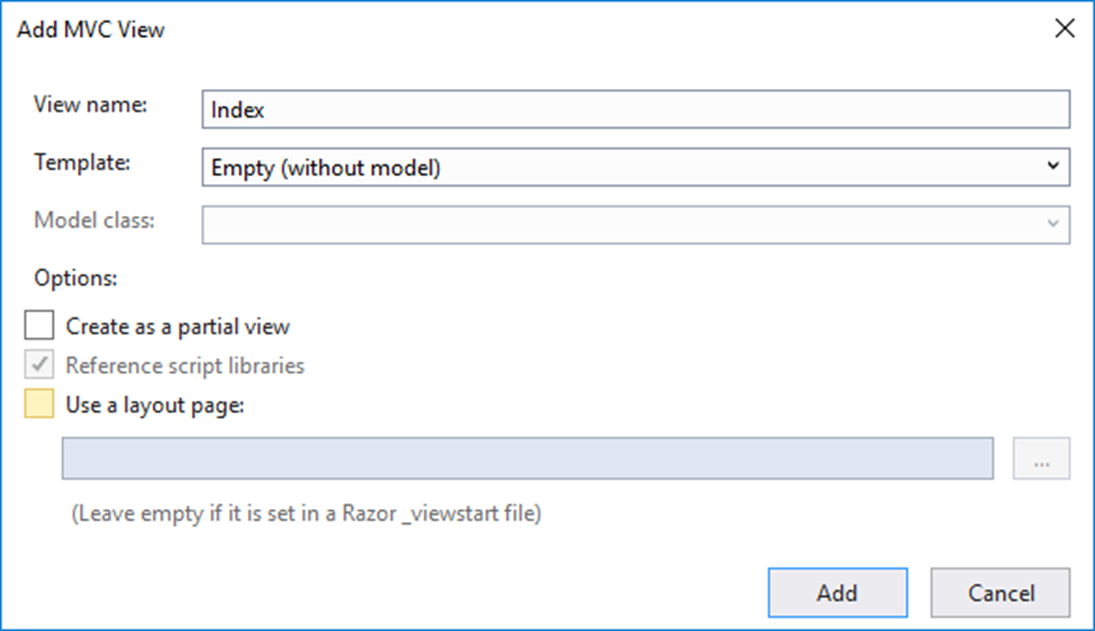 Add MVC View
View name:
Index
Template:
Empty (without model)
Model class:
Options:
Create as a partial view
Reference script libraries
Use a layout page:
...
(Leave empty if it is set in a Razor _viewstart file)
Add
Cancel